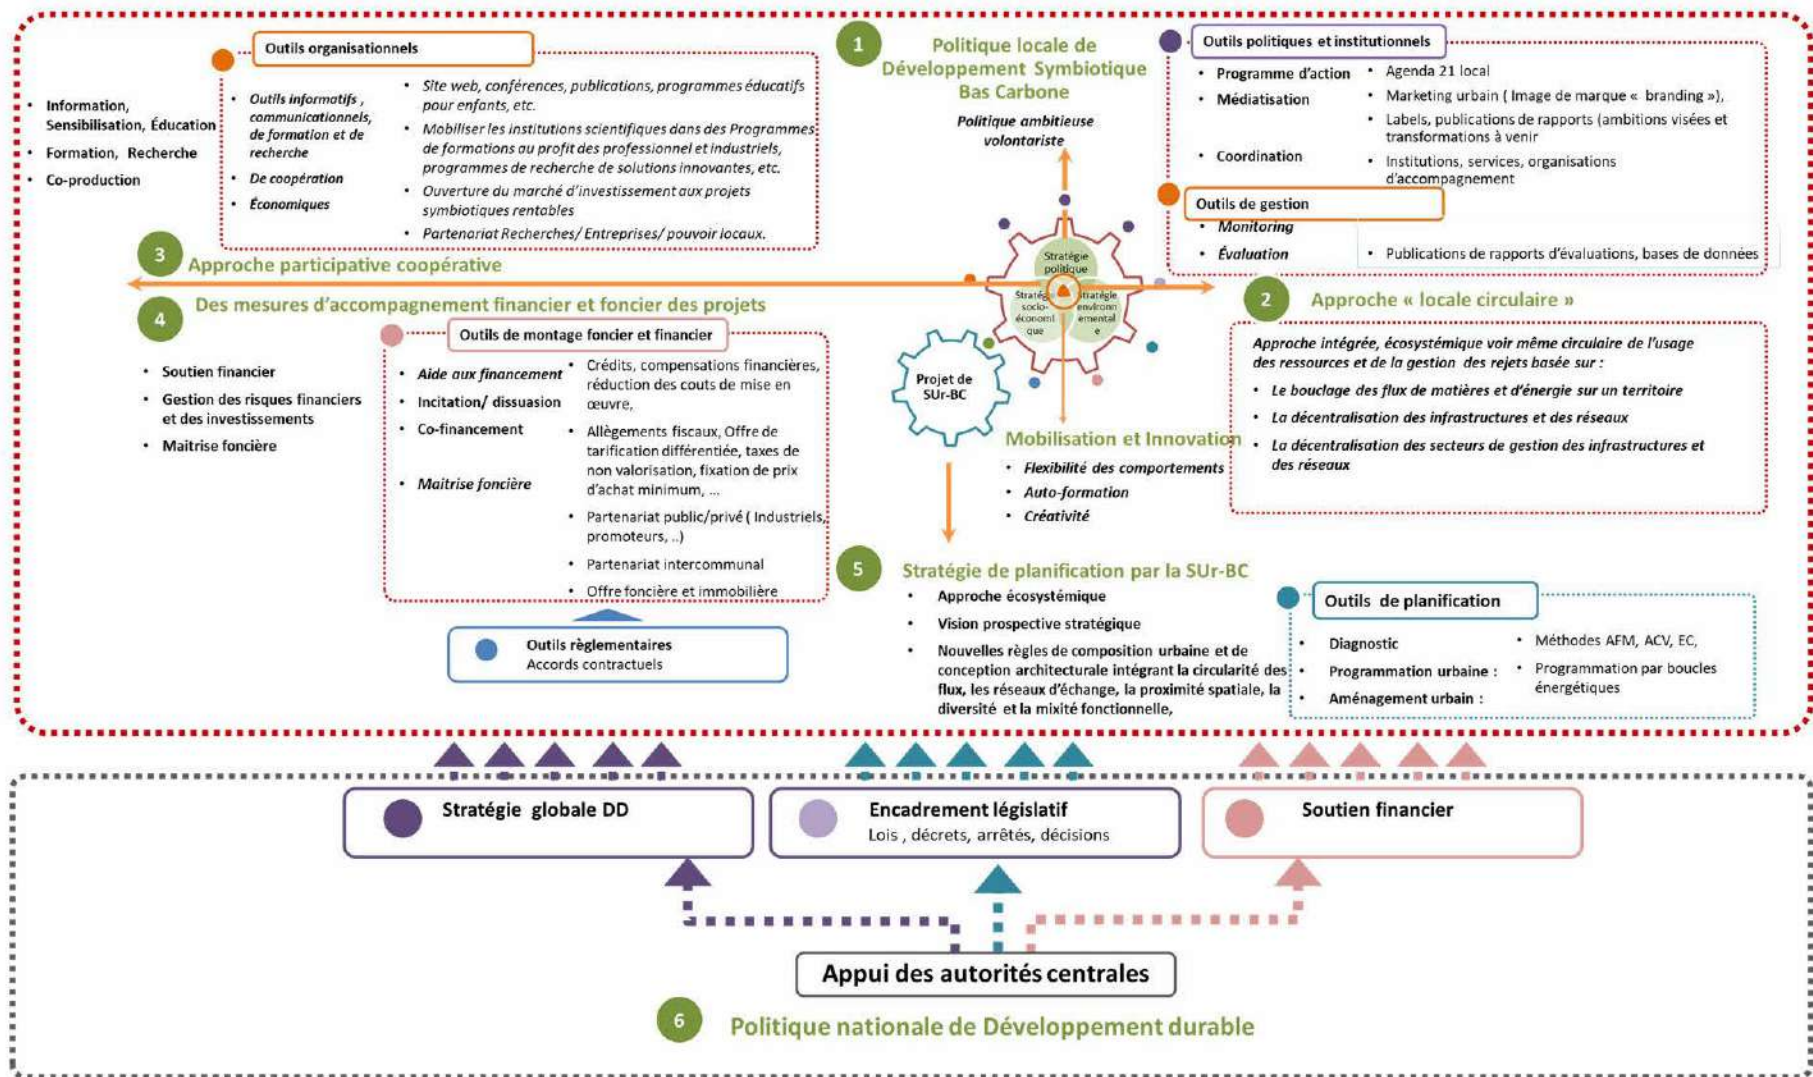 1
Politique locale de
Développement Symbiotique
Bas Carbone
Politique ambitieuse
volontariste
Outils politiques et institutionnels
• Programme d'action
• Médiatisation
• Coordination
• Agenda 21 local
• Marketing urbain ( Image de marque « branding »),
• Labels, publications de rapports (ambitions visées et
transformations à venir
• Institutions, services, organisations
d'accompagnement
Outils de gestion
• Monitoring
• Évaluation
• Publications de rapports d'évaluations, bases de données
Outils organisationnels
• Information,
Sensibilisation, Éducation
• Formation, Recherche
• Co-production
• Outils informatifs ,
communicationnels,
de formation et de
recherche
• De coopération
• Économiques
• Site web, conférences, publications, programmes éducatifs
pour enfants, etc.
• Mobiliser les institutions scientifiques dans des Programmes
de formations au profit des professionnel et industriels,
programmes de recherche de solutions innovantes, etc.
• Ouverture du marché d'investissement aux projets
symbiotiques rentables
• Partenariat Recherches/ Entreprises/ pouvoir locaux.
3
Approche participative coopérative
Stratégie
politique
Stratégie
socio-
économi
que
Stratégie
environn
emental
e
Projet de
SUr-BC
2
Approche « locale circulaire »
Approche intégrée, écosystémique voir même circulaire de l'usage
des ressources et de la gestion des rejets basée sur :
• Le bouclage des flux de matières et d'énergie sur un territoire
• La décentralisation des infrastructures et des réseaux
• La décentralisation des secteurs de gestion des infrastructures et
des réseaux
4
Des mesures d'accompagnement financier et foncier des projets
• Soutien financier
• Gestion des risques financiers
et des investissements
• Maitrise foncière
Outils de montage foncier et financier
• Aide aux financement
• Incitation/ dissuasion
• Co-financement
• Maitrise foncière
• Crédits, compensations financières,
réduction des couts de mise en
œuvre,
• Allègements fiscaux, Offre de
tarification différentiée, taxes de
non valorisation, fixation de prix
d'achat minimum, ...
• Partenariat public/privé ( Industriels,
promoteurs, ..)
• Partenariat intercommunal
• Offre foncière et immobilière
Outils règlementaires
Accords contractuels
Mobilisation et Innovation
• Flexibilité des comportements
• Auto-formation
• Créativité
5
Stratégie de planification par la SUr-BC
• Approche écosystémique
• Vision prospective stratégique
• Nouvelles règles de composition urbaine et de
conception architecturale intégrant la circularité des
flux, les réseaux d'échange, la proximité spatiale, la
diversité et la mixité fonctionnelle,
Outils de planification
• Diagnostic
• Programmation urbaine :
• Aménagement urbain :
• Méthodes AFM, ACV, EC,
• Programmation par boucles
énergétiques
Stratégie globale DD
Encadrement législatif
Lois , décrets, arrêtés, décisions
Soutien financier
Appui des autorités centrales
6
Politique nationale de Développement durable